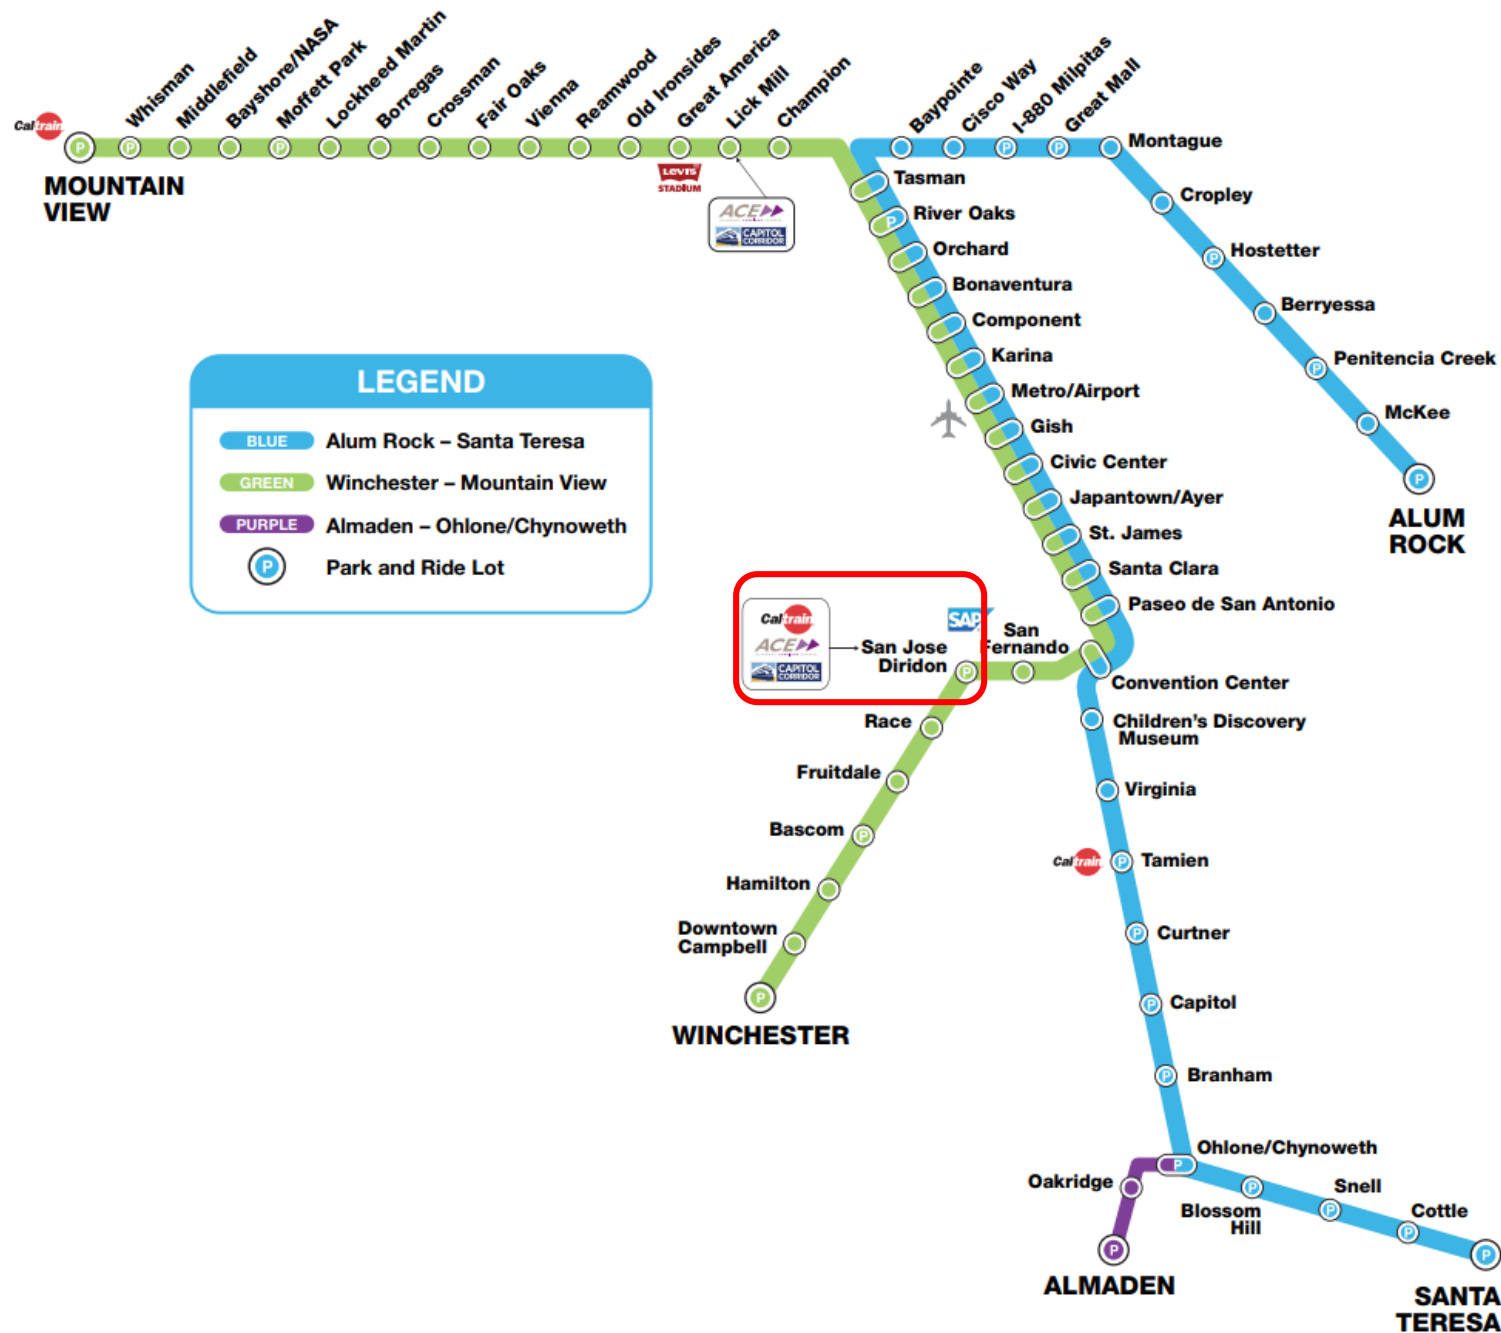 Whisman
Middlefield
Bayshore/NASA
Moffett Park
Lockheed Martin
Borregas
Crossman
Fair Oaks
Vienna
Reamwood
Old Ironsides
Great America
Lick Mill
Champion
Baypointe
Cisco Way
I-880 Milpitas
Great Mall
Montague
Caltrain
P
MOUNTAIN
VIEW
LEVI'S
STADIUM
ACE
CAPITOL
CORRIDOR
Tasman
River Oaks
Orchard
Bonaventura
Component
Karina
Metro/Airport
Gish
Civic Center
Japantown/Ayer
St. James
Santa Clara
Paseo de San Antonio
Convention Center
Cropley
Hostetter
Berryessa
Penitencia Creek
McKee
ALUM
ROCK
LEGEND
BLUE Alum Rock – Santa Teresa
GREEN Winchester – Mountain View
PURPLE Almaden – Ohlone/Chynoweth
P Park and Ride Lot
Caltrain
ACE
CAPITOL
CORRIDOR
San Jose
Diridon
SAP
San
Fernando
Race
Fruitdale
Bascom
Hamilton
Downtown
Campbell
WINCHESTER
Children's Discovery
Museum
Virginia
Caltrain
Tamien
Curtner
Capitol
Branham
Ohlone/Chynoweth
Oakridge
ALMADEN
Blossom
Hill
Snell
Cottle
SANTA
TERESA